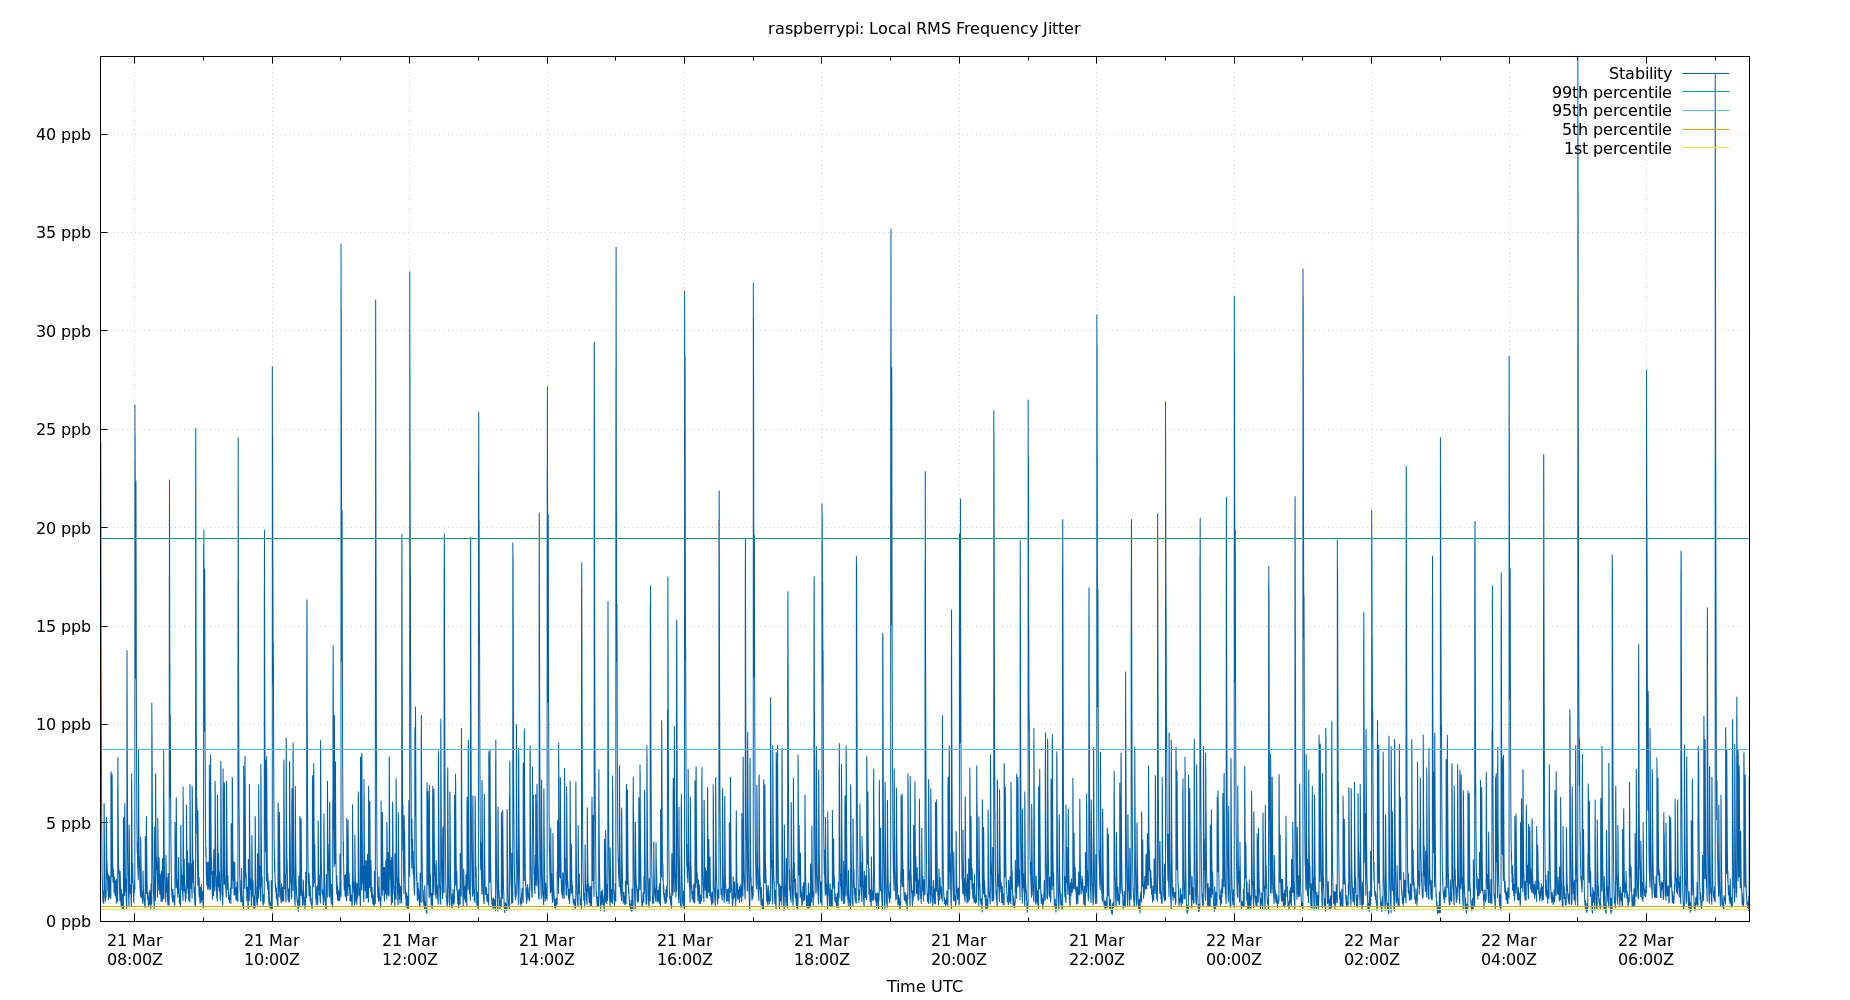 raspberrypi: Local RMS Frequency Jitter
Stability
99th percentile
95th percentile
5th percentile
1st percentile
40 ppb
35 ppb
30 ppb
25 ppb
20 ppb
15 ppb
10 ppb
5 ppb
0 ppb
21 Mar 21 Mar 21 Mar 21 Mar 21 Mar 21 Mar 21 Mar 21 Mar 22 Mar 22 Mar 22 Mar 22 Mar
08:00Z 10:00Z 12:00Z 14:00Z 16:00Z 18:00Z 20:00Z 22:00Z 00:00Z 02:00Z 04:00Z 06:00Z
Time UTC